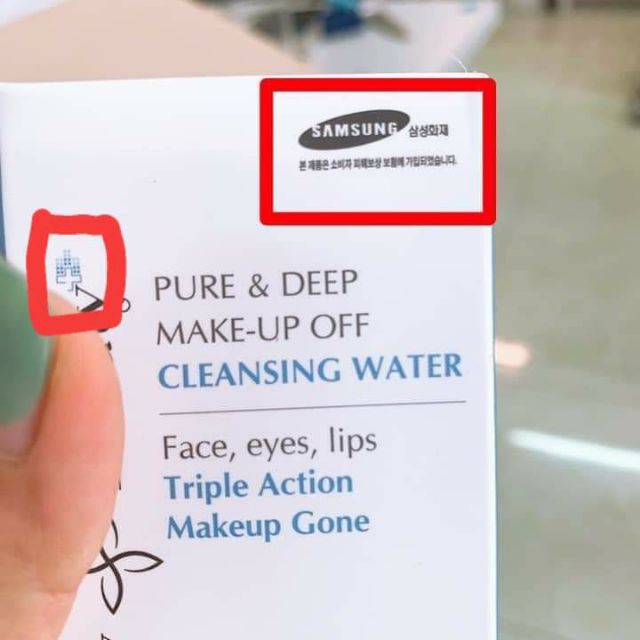 SAMSUNG 삼성화재
본 제품은 소비자 피해보상 보험에 가입되었습니다.
PURE & DEEP
MAKE-UP OFF
CLEANSING WATER
Face, eyes, lips
Triple Action
Makeup Gone